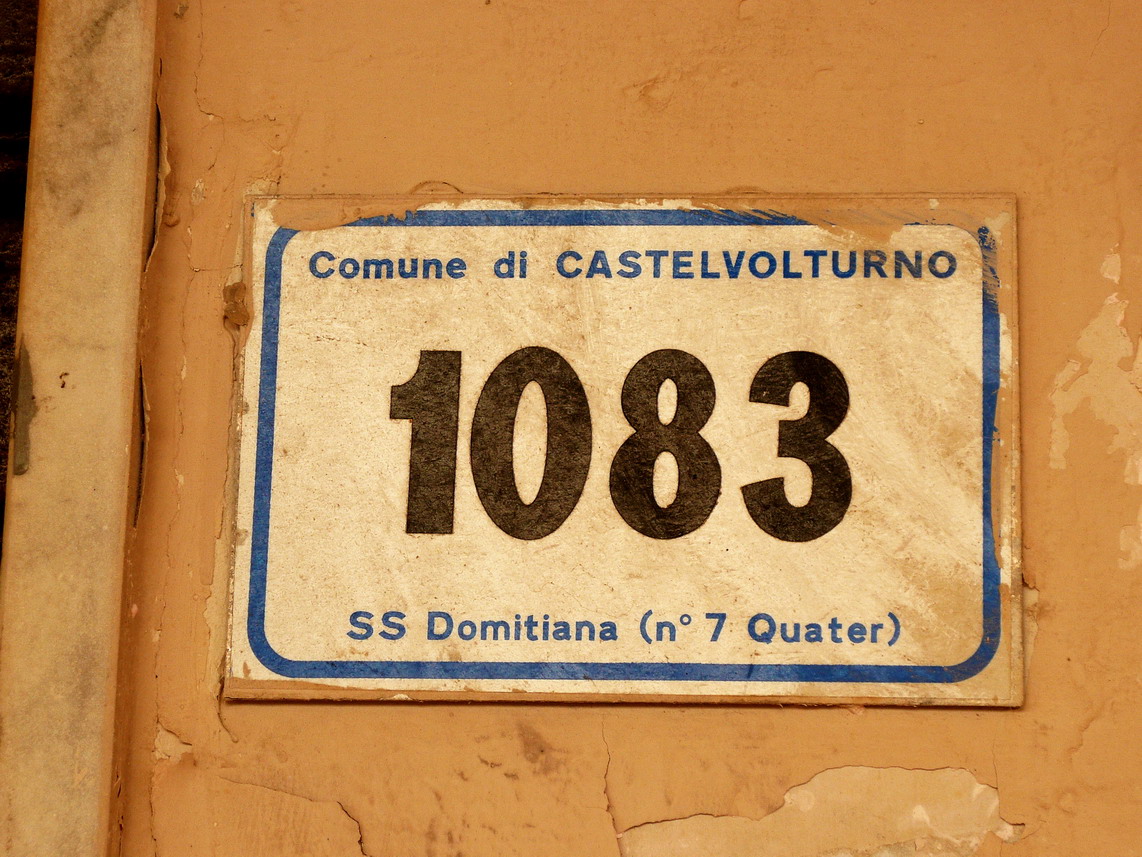 Comune di CASTELVOLTURNO
1083
SS Domitiana (n° 7 Quater)